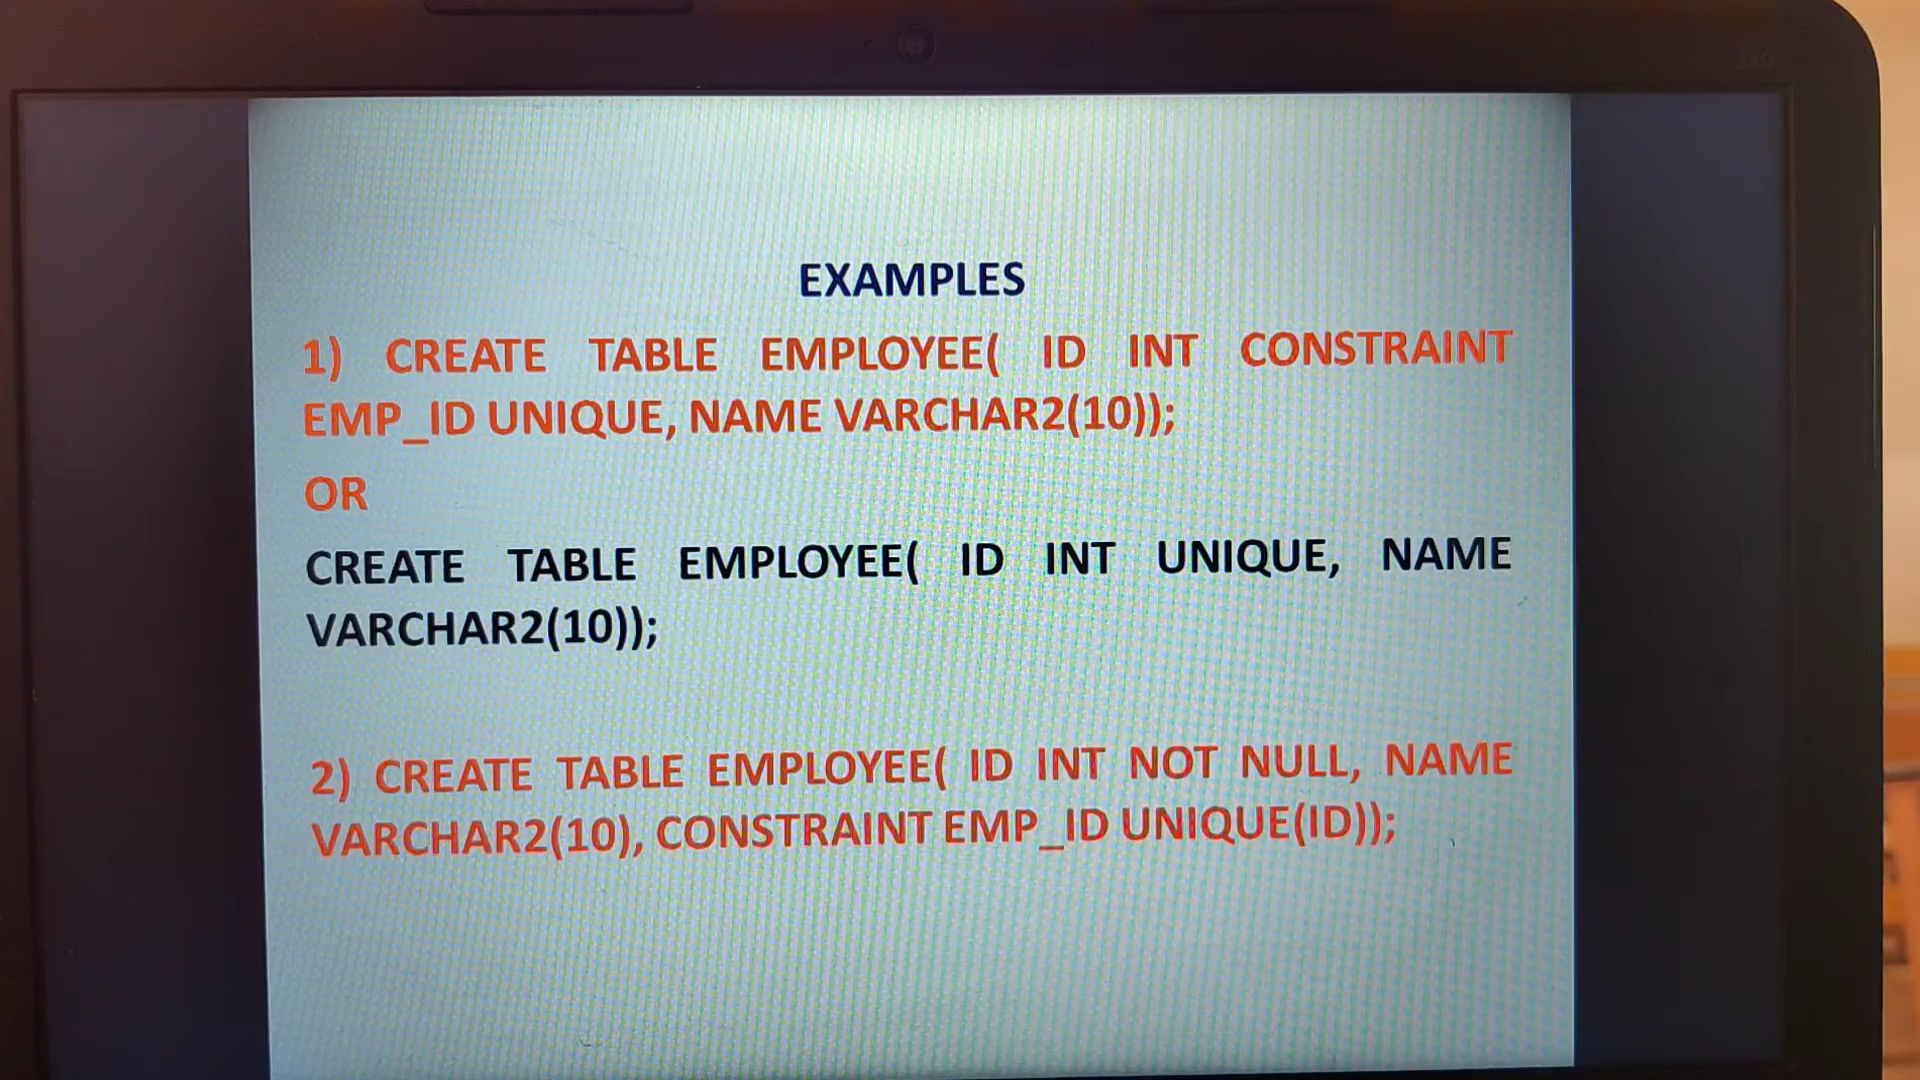 EXAMPLES
1) CREATE TABLE EMPLOYEE( ID INT CONSTRAINT
EMP_ID UNIQUE, NAME VARCHAR2(10));
OR
CREATE TABLE EMPLOYEE( ID INT UNIQUE, NAME
VARCHAR2(10));
2) CREATE TABLE EMPLOYEE( ID INT NOT NULL, NAME
VARCHAR2(10), CONSTRAINT EMP_ID UNIQUE(ID));